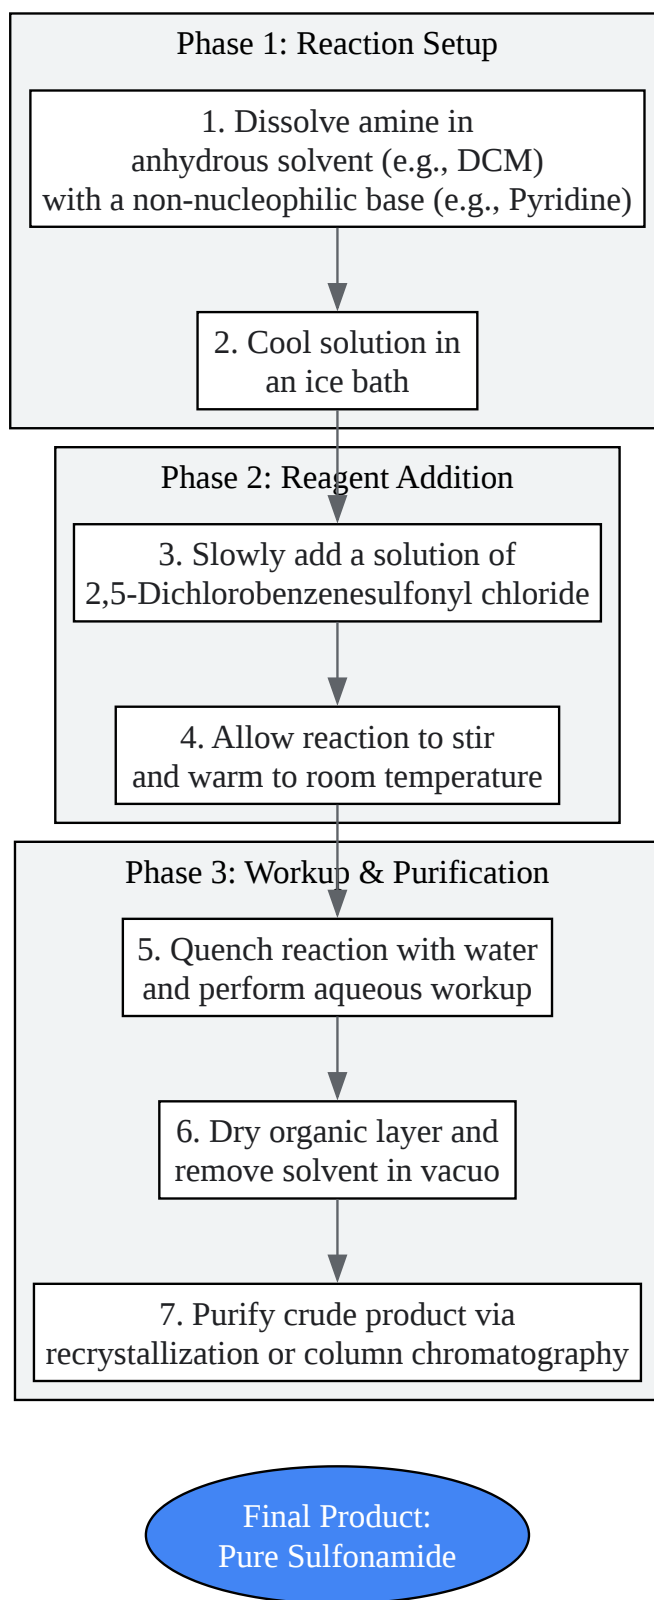 Phase 1: Reaction Setup
1. Dissolve amine in
anhydrous solvent (e.g., DCM)
with a non-nucleophilic base (e.g., Pyridine)
2. Cool solution in
an ice bath
Phase 2: Reagent Addition
3. Slowly add a solution of
2,5-Dichlorobenzenesulfonyl chloride
4. Allow reaction to stir
and warm to room temperature
Phase 3: Workup & Purification
5. Quench reaction with water
and perform aqueous workup
6. Dry organic layer and
remove solvent in vacuo
7. Purify crude product via
recrystallization or column chromatography
Final Product:
Pure Sulfonamide